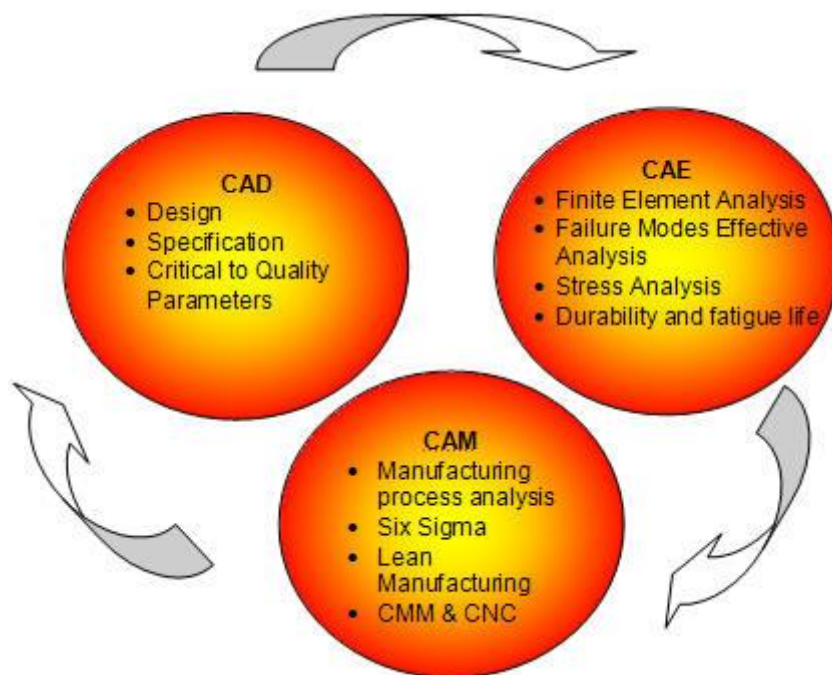 CAD
• Design
• Specification
• Critical to Quality
Parameters
CAE
• Finite Element Analysis
• Failure Modes Effective
Analysis
• Stress Analysis
• Durability and fatigue life
CAM
• Manufacturing
process analysis
• Six Sigma
• Lean
Manufacturing
• CMM & CNC